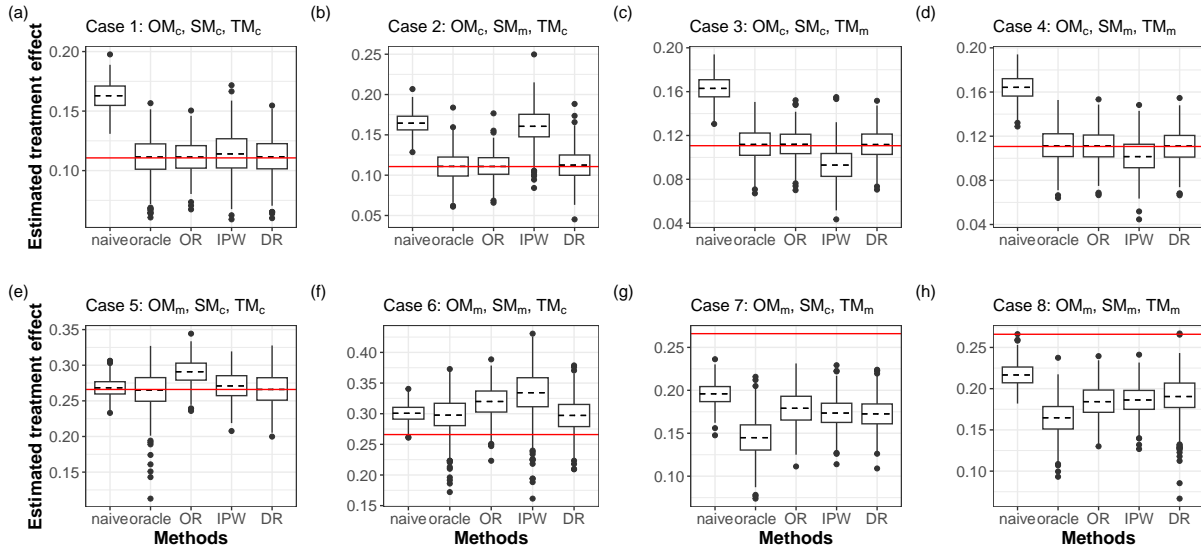 (a) Case 1: OMc, SMc, TMc
(b) Case 2: OMc, SMm, TMc
(c) Case 3: OMc, SMc, TMm
(d) Case 4: OMc, SMm, TMm
Estimated treatment effect
0.20
0.15
0.10
naive oracle OR IPW DR
0.25
0.20
0.15
0.10
0.05
naive oracle OR IPW DR
0.20
0.16
0.12
0.08
0.04
naive oracle OR IPW DR
0.20
0.16
0.12
0.08
0.04
naive oracle OR IPW DR
(e) Case 5: OMm, SMc, TMc
(f) Case 6: OMm, SMm, TMc
(g) Case 7: OMm, SMc, TMm
(h) Case 8: OMm, SMm, TMm
Estimated treatment effect
0.35
0.30
0.25
0.20
0.15
naive oracle OR IPW DR
Methods
0.40
0.35
0.30
0.25
0.20
0.15
naive oracle OR IPW DR
Methods
0.25
0.20
0.15
0.10
naive oracle OR IPW DR
Methods
0.25
0.20
0.15
0.10
naive oracle OR IPW DR
Methods